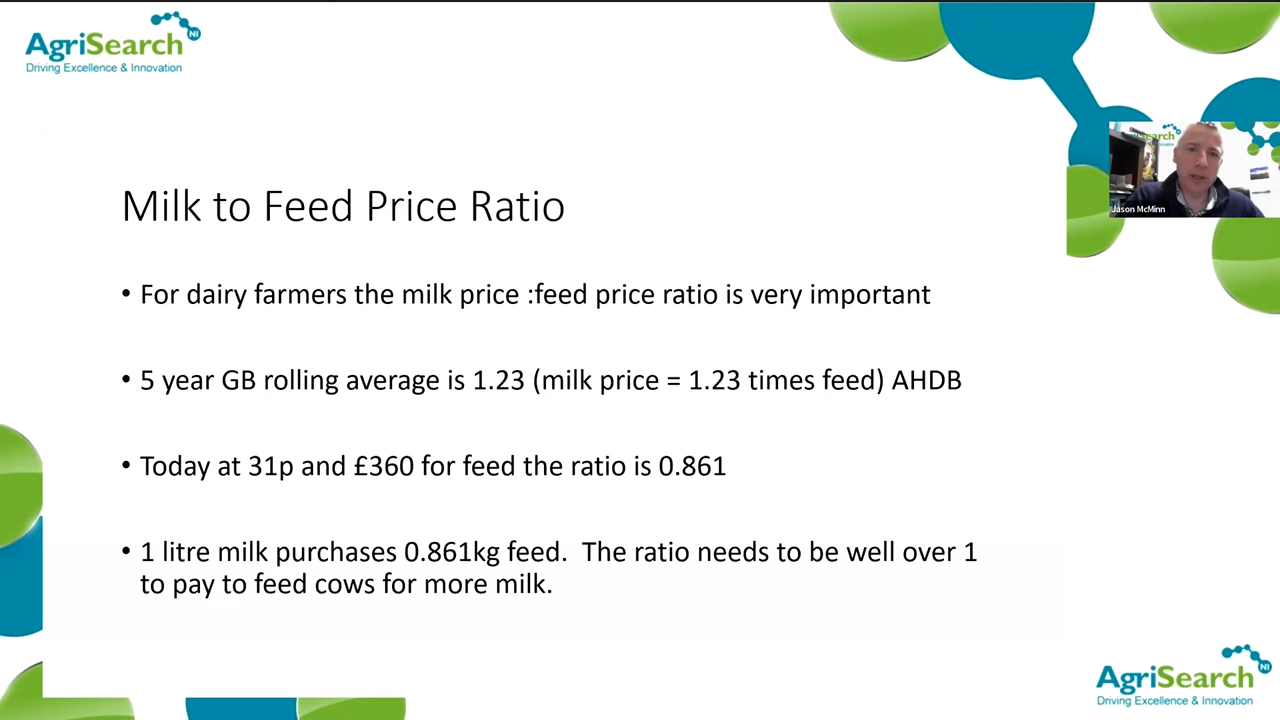 AgriSearch NI
Driving Excellence & Innovation
Search
Jason McMinn
Milk to Feed Price Ratio
• For dairy farmers the milk price :feed price ratio is very important
• 5 year GB rolling average is 1.23 (milk price = 1.23 times feed) AHDB
• Today at 31p and £360 for feed the ratio is 0.861
• 1 litre milk purchases 0.861kg feed.  The ratio needs to be well over 1
to pay to feed cows for more milk.
AgriSearch NI
Driving Excellence & Innovation